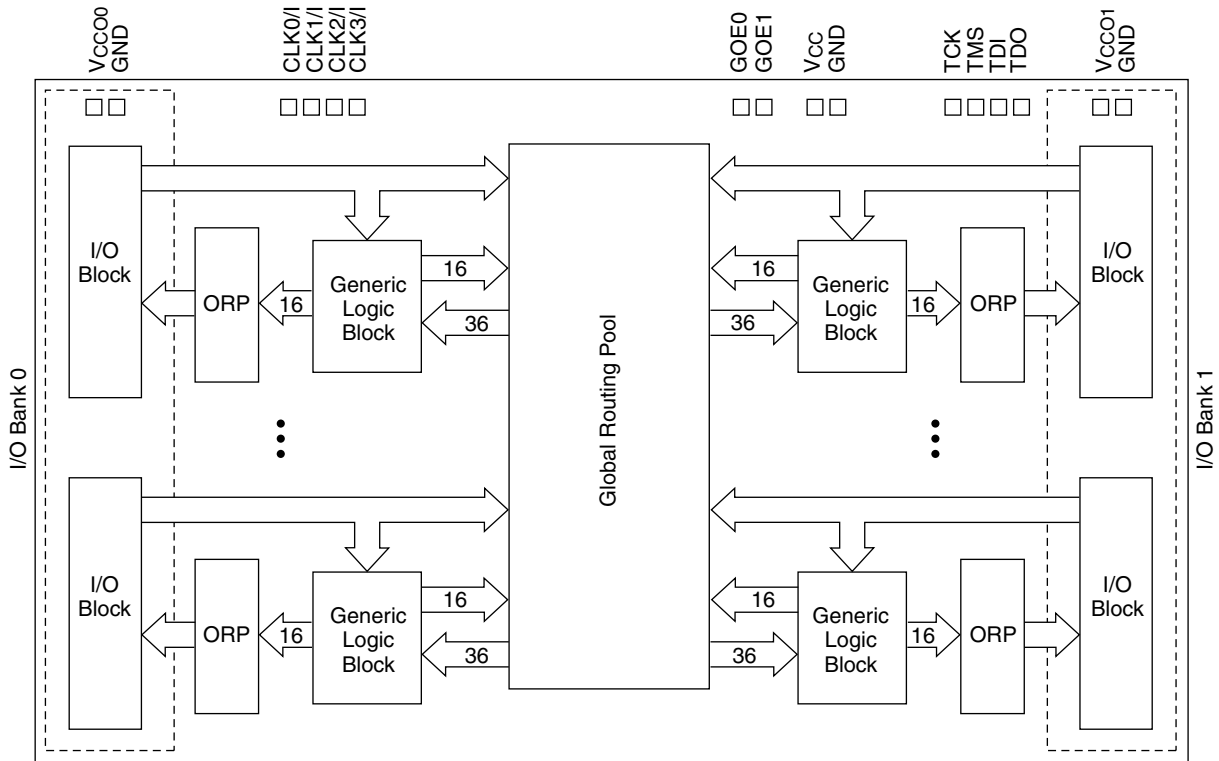 VCCO0
GND
CLK0/I
CLK1/I
CLK2/I
CLK3/I
GOE0
GOE1
VCC
GND
TCK
TMS
TDI
TDO
VCCO1
GND
I/O Bank 0
I/O
Block
ORP
16
Generic
Logic
Block
16
36
Global Routing Pool
16
36
Generic
Logic
Block
16
ORP
I/O
Block
I/O Bank 1
I/O
Block
ORP
16
Generic
Logic
Block
16
36
16
36
Generic
Logic
Block
16
ORP
I/O
Block